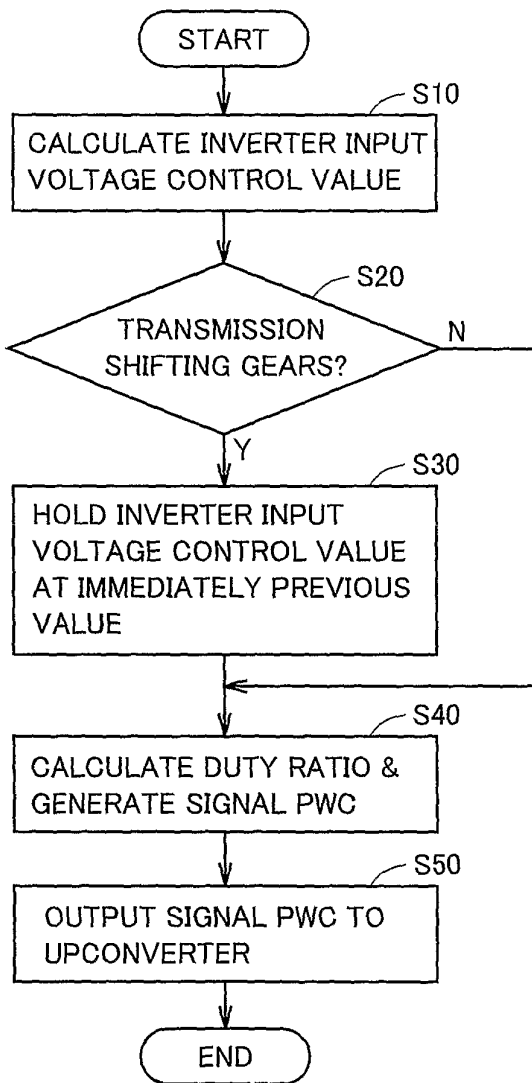 START
S10
CALCULATE INVERTER INPUT
VOLTAGE CONTROL VALUE
S20
TRANSMISSION
SHIFTING GEARS?
N
Y
S30
HOLD INVERTER INPUT
VOLTAGE CONTROL VALUE
AT IMMEDIATELY PREVIOUS
VALUE
S40
CALCULATE DUTY RATIO &
GENERATE SIGNAL PWC
S50
OUTPUT SIGNAL PWC TO
UPCONVERTER
END